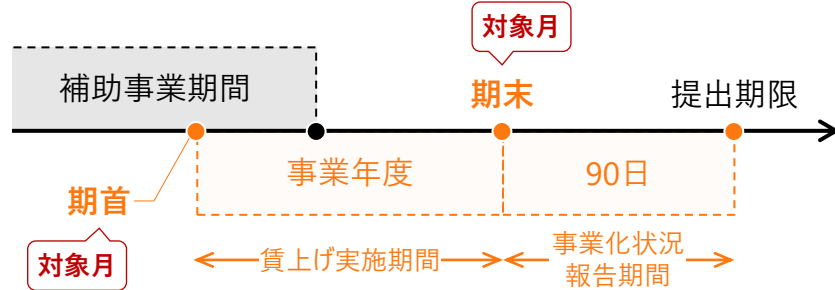 対象月
補助事業期間
期末
提出期限
事業年度
90日
期首
対象月
賃上げ実施期間
事業化状況
報告期間